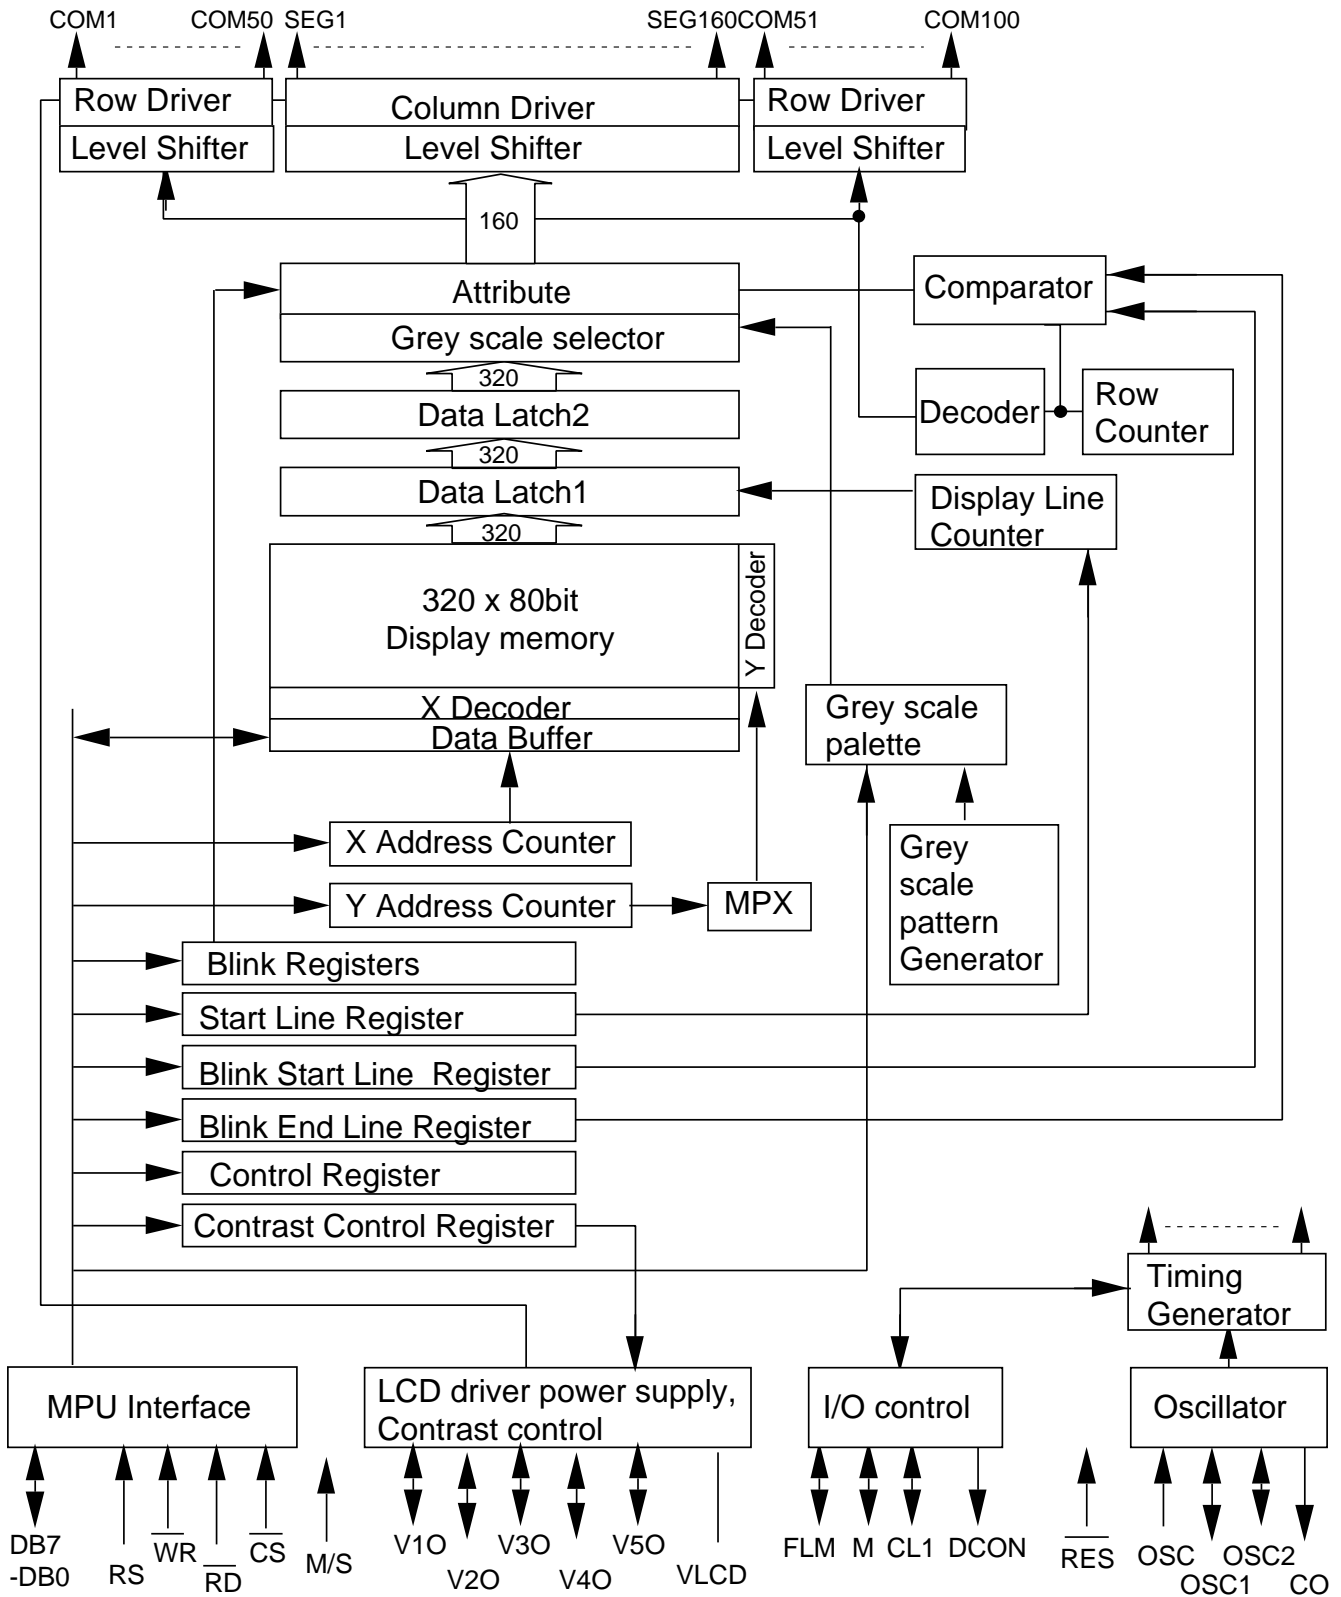 COM1 COM50 SEG1 SEG160COM51 COM100
Row Driver
Column Driver
Row Driver
Level Shifter
Level Shifter
Level Shifter
160
Attribute
Comparator
Grey scale selector
320
Data Latch2
Decoder
Row
Counter
320
Data Latch1
Display Line
Counter
320
320 x 80bit
Display memory
Y Decoder
X Decoder
Data Buffer
Grey scale
palette
X Address Counter
Grey
scale
pattern
Generator
Y Address Counter
MPX
Blink Registers
Start Line Register
Blink Start Line Register
Blink End Line Register
Control Register
Contrast Control Register
Timing
Generator
MPU Interface
LCD driver power supply,
Contrast control
I/O control
Oscillator
DB7
-DB0
RS
WR
RD
CS
M/S
V1O
V2O
V3O
V4O
V5O
VLCD
FLM
M
CL1
DCON
RES
OSC
OSC1
OSC2
CO